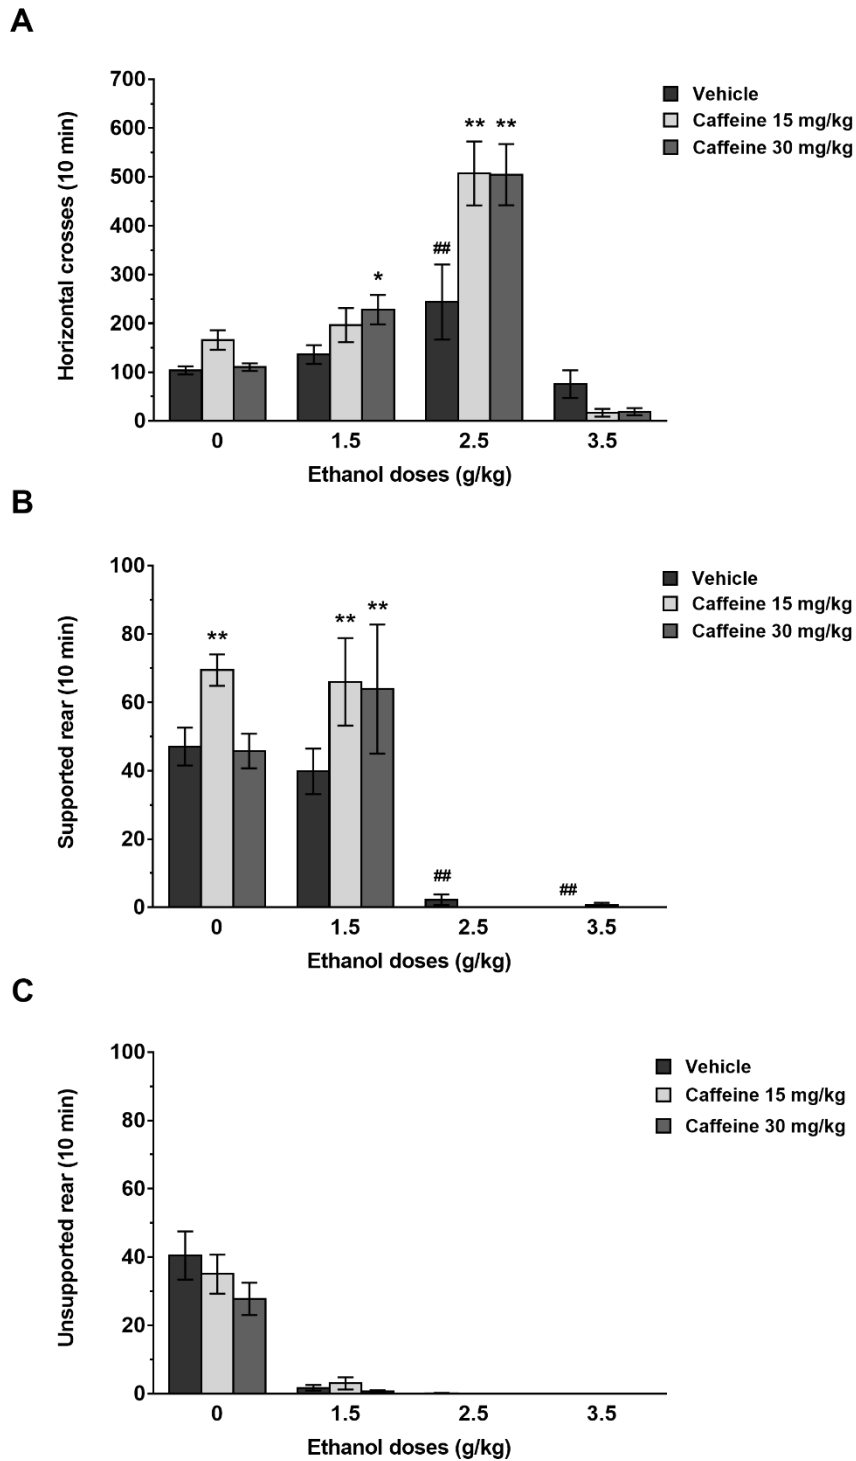 A
Horizontal crosses (10 min)
700
600
500
400
300
200
100
0
##
*
**
**
Vehicle
Caffeine 15 mg/kg
Caffeine 30 mg/kg
0 1.5 2.5 3.5
Ethanol doses (g/kg)
B
Supported rear (10 min)
100
80
60
40
20
0
**
**
**
##
##
Vehicle
Caffeine 15 mg/kg
Caffeine 30 mg/kg
0 1.5 2.5 3.5
Ethanol doses (g/kg)
C
Unsupported rear (10 min)
100
80
60
40
20
0
Vehicle
Caffeine 15 mg/kg
Caffeine 30 mg/kg
0 1.5 2.5 3.5
Ethanol doses (g/kg)